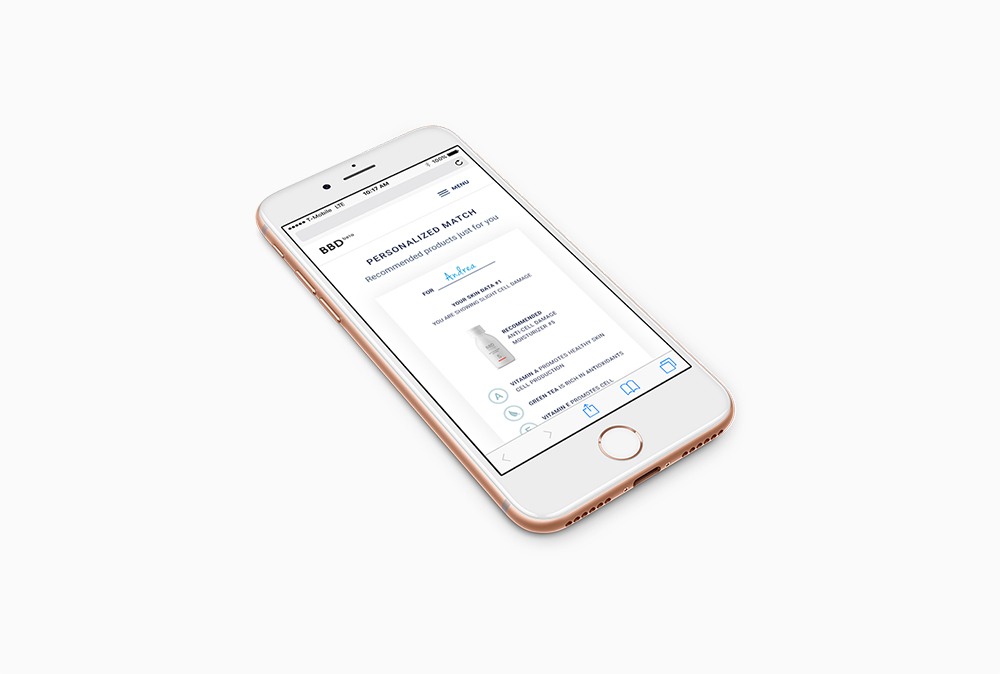 T-Mobile LTE 10:17 AM 100%
BBD beta MENU
PERSONALIZED MATCH
Recommended products just for you
FOR Andrea
YOUR SKIN DATA #1
YOU ARE SHOWING SLIGHT CELL DAMAGE
BBD
RECOMMENDED
ANTI-CELL DAMAGE
MOISTURIZER #5
A
VITAMIN A PROMOTES HEALTHY SKIN
CELL PRODUCTION
GREEN TEA IS RICH IN ANTIOXIDANTS
E
VITAMIN E PROMOTES CELL